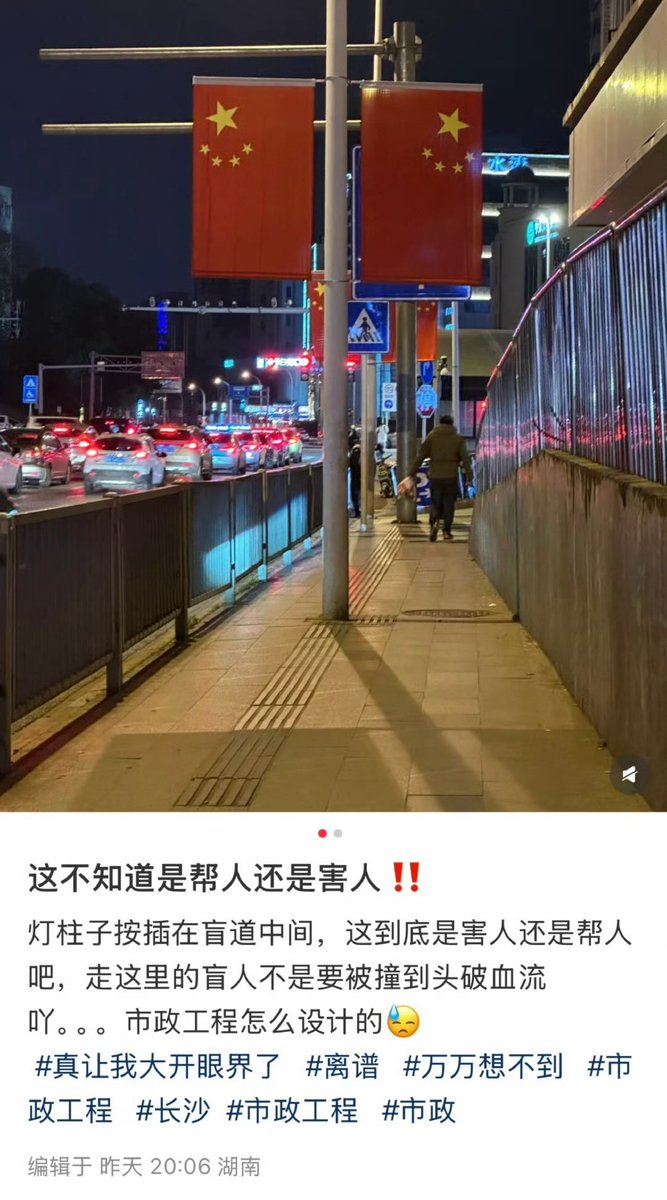 水湾
这不知道是帮人还是害人‼️
灯柱子按插在盲道中间，这到底是害人还是帮人
吧，走这里的盲人不是要被撞到头破血流
吖。。。市政工程怎么设计的😓
#真让我大开眼界了 #离谱 #万万想不到 #市
政工程 #长沙 #市政工程 #市政
编辑于 昨天 20:06 湖南